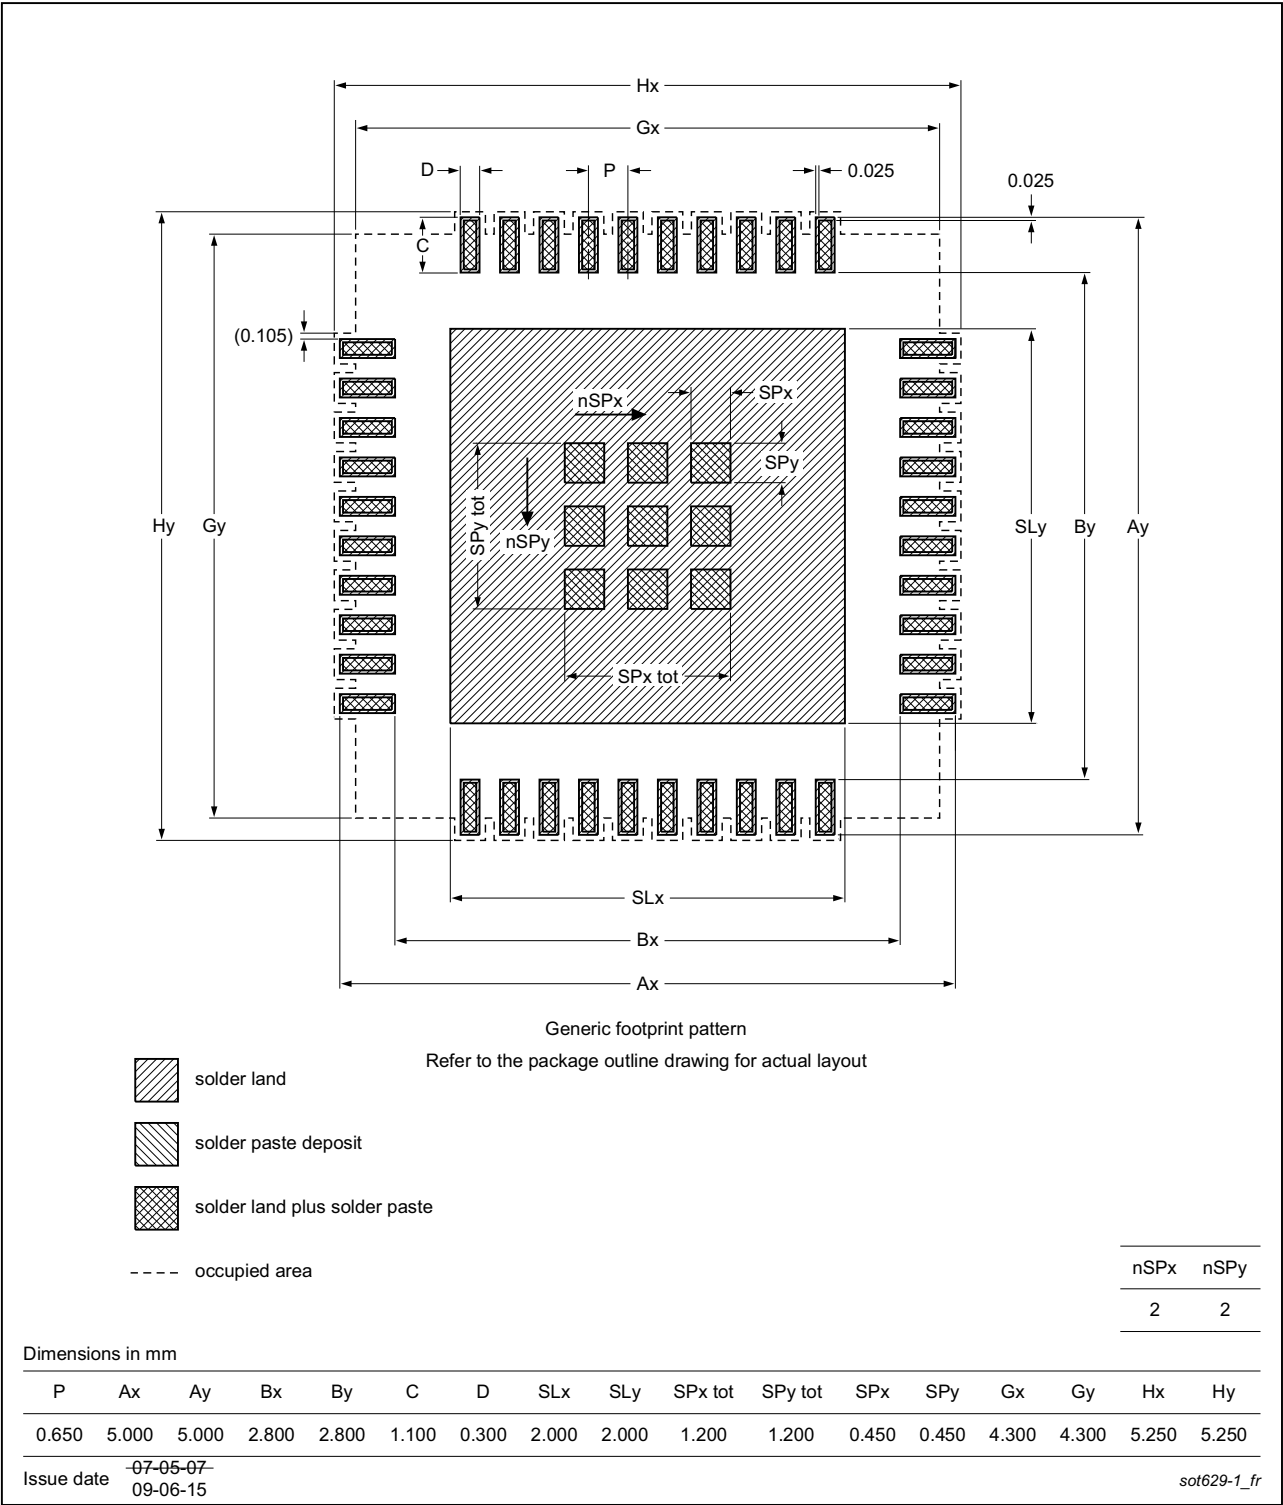 Hx
Gx
D
P
0.025
0.025
C
(0.105)
nSPx
SPx
SPy
SPy tot
nSPy
Hy
Gy
SLy
By
Ay
SPx tot
SLx
Bx
Ax
Generic footprint pattern
Refer to the package outline drawing for actual layout
solder land
solder paste deposit
solder land plus solder paste
occupied area
nSPx nSPy
2 2
Dimensions in mm
P Ax Ay Bx By C D SLx SLy SPx tot SPy tot SPx SPy Gx Gy Hx Hy
0.650 5.000 5.000 2.800 2.800 1.100 0.300 2.000 2.000 1.200 1.200 0.450 0.450 4.300 4.300 5.250 5.250
Issue date 07-05-07
09-06-15
sot629-1_fr